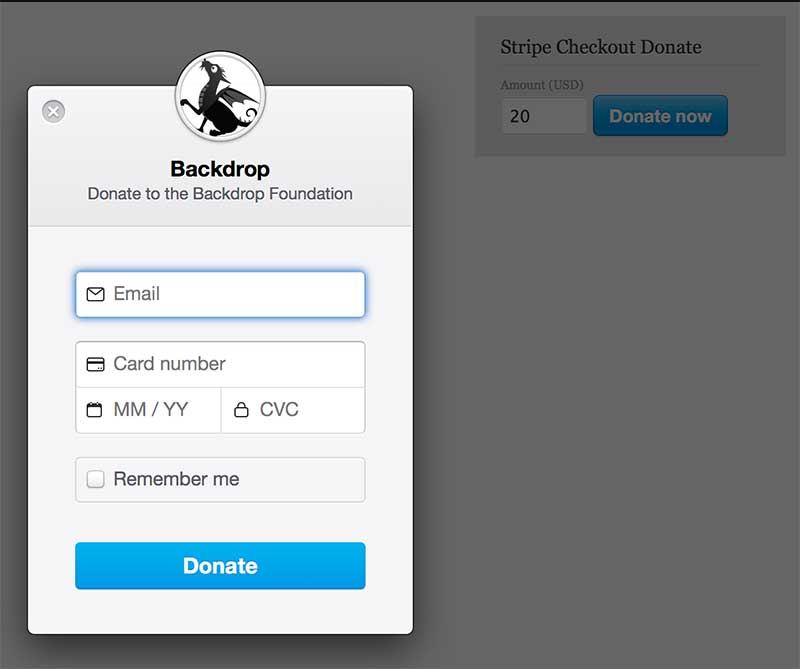 Stripe Checkout Donate
Amount (USD)
20 Donate now
Backdrop
Donate to the Backdrop Foundation
Email
Card number
MM / YY CVC
Remember me
Donate